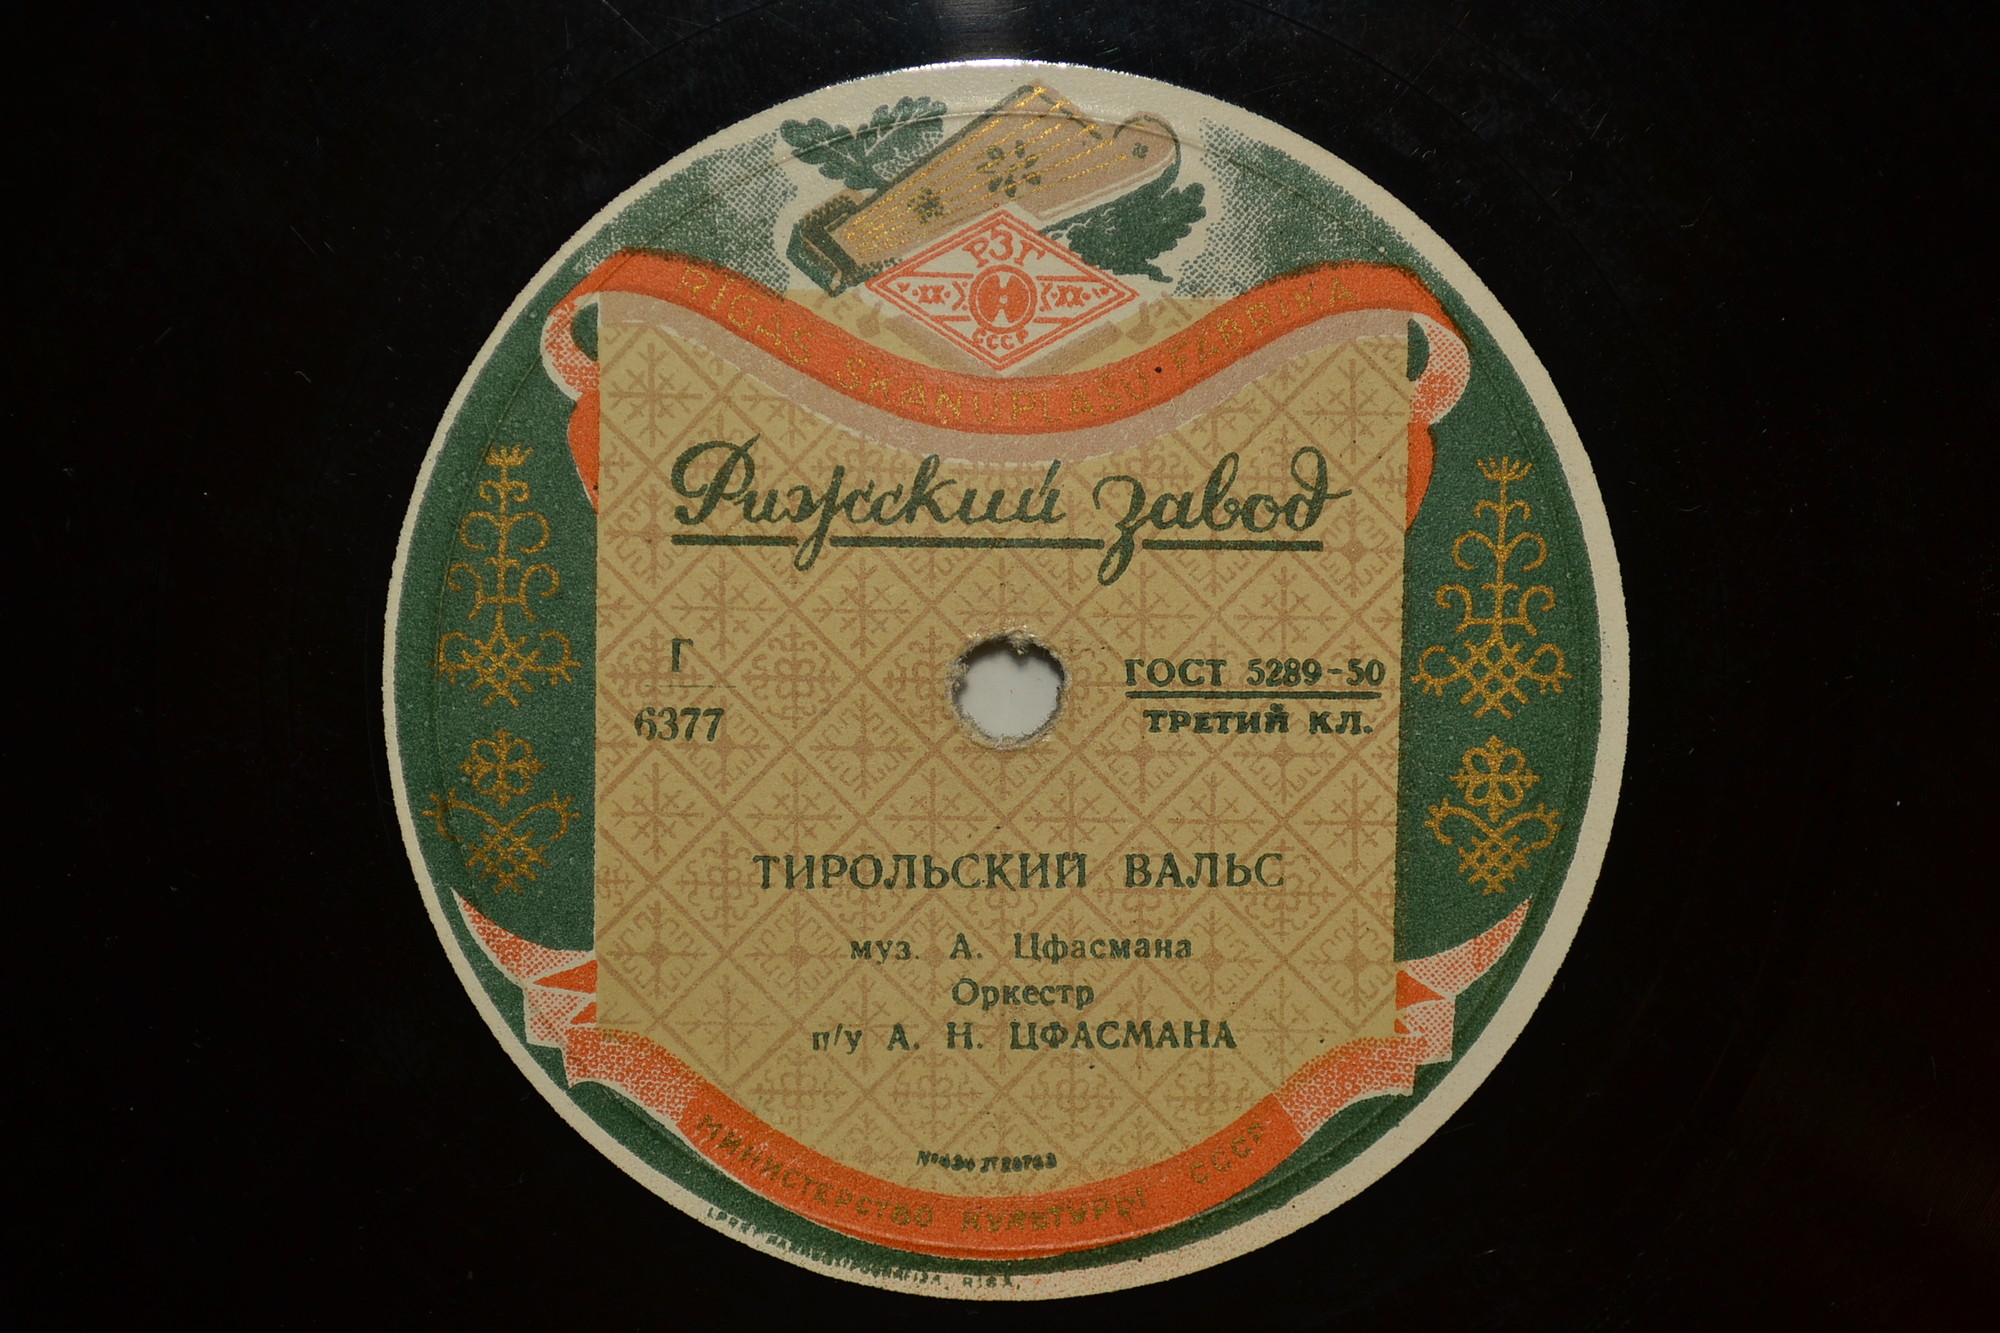 РЗГ
СССР
RIGAS SKAŅUPLAŠU FABRIKA
Рижский завод
Г
6377
ГОСТ 5289-50
ТРЕТИЙ КЛ.
ТИРОЛЬСКИЙ ВАЛЬС
муз. А. Цфасмана
Оркестр
п/у А. Н. ЦФАСМАНА
МИНИСТЕРСТВО КУЛЬТУРЫ СССР
RIGA.